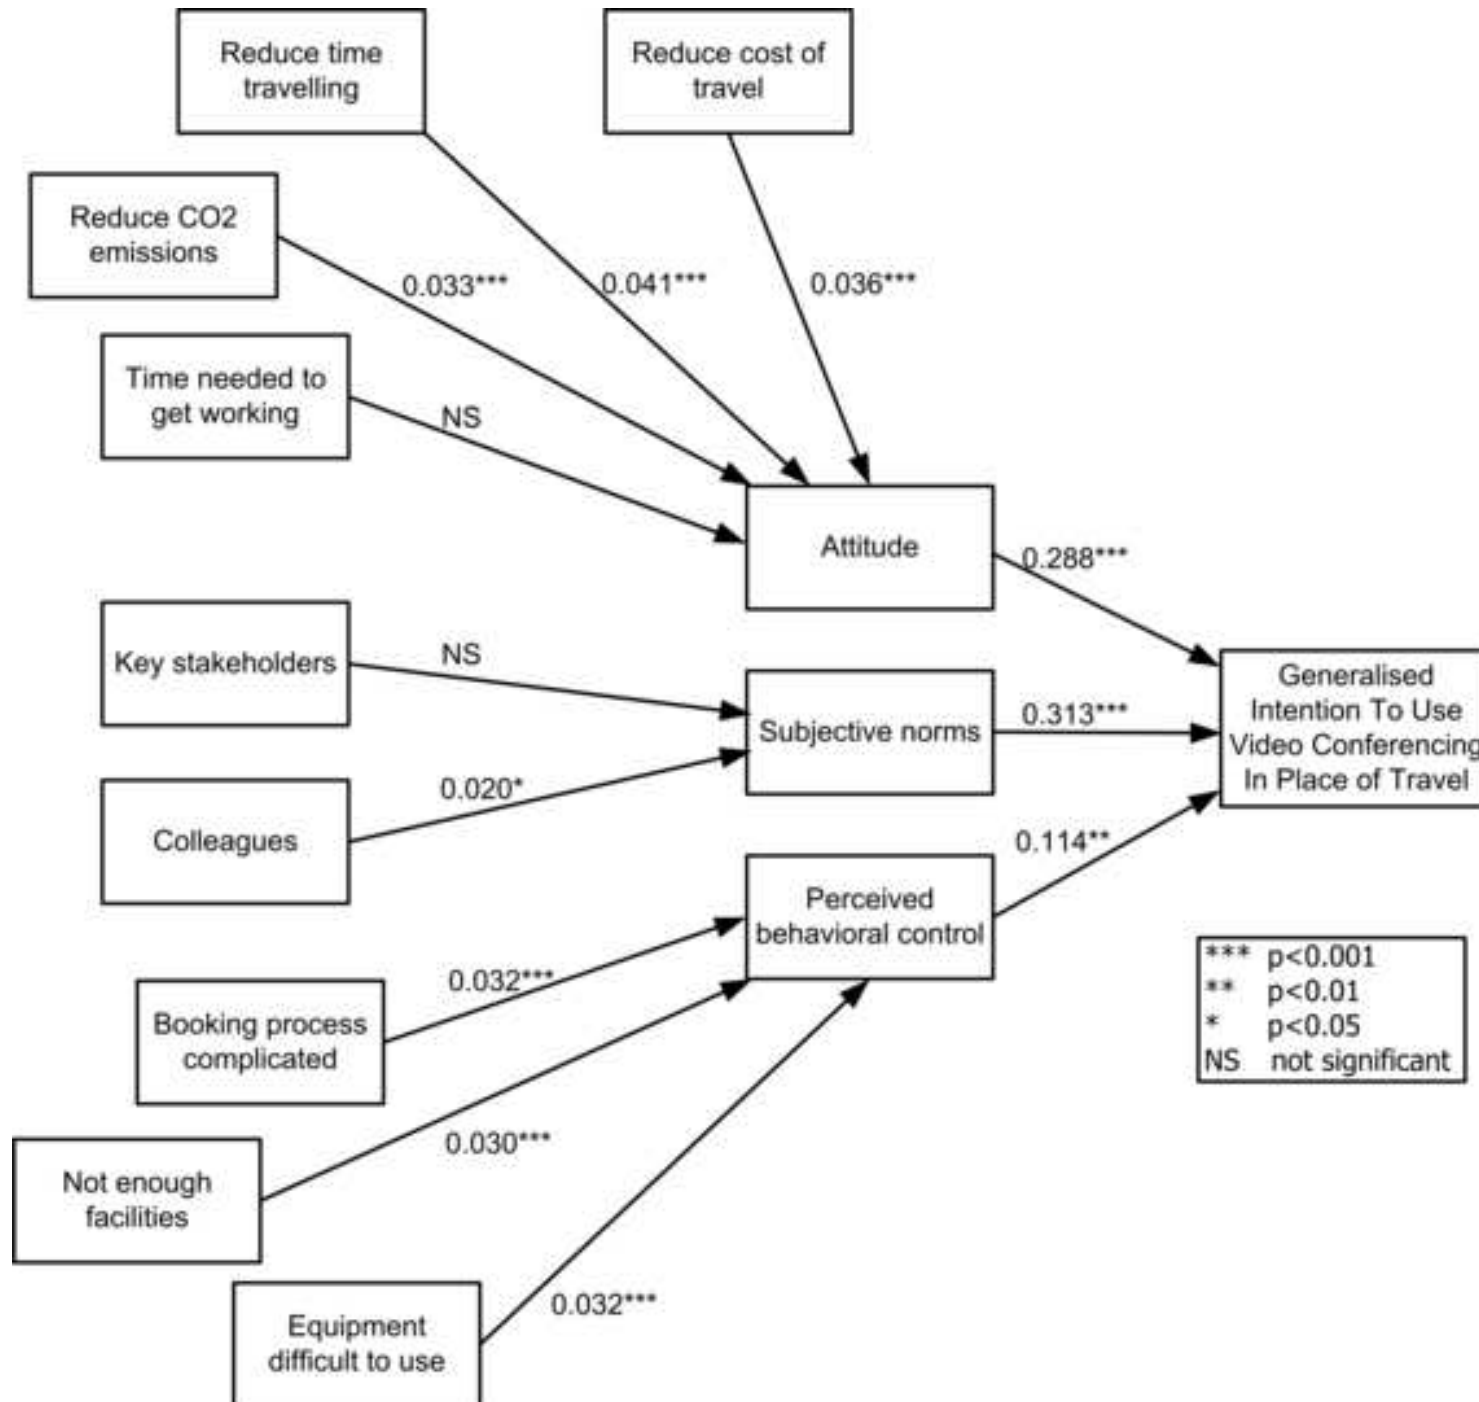 Reduce time
travelling
Reduce cost of
travel
Reduce CO2
emissions
0.033***
0.041***
0.036***
Time needed to
get working
NS
Attitude
0.288***
Key stakeholders
NS
Subjective norms
0.313***
Generalised
Intention To Use
Video Conferencing
In Place of Travel
Colleagues
0.020*
0.114**
Perceived
behavioral control
Booking process
complicated
0.032***
*** p<0.001
** p<0.01
* p<0.05
NS not significant
Not enough
facilities
0.030***
Equipment
difficult to use
0.032***